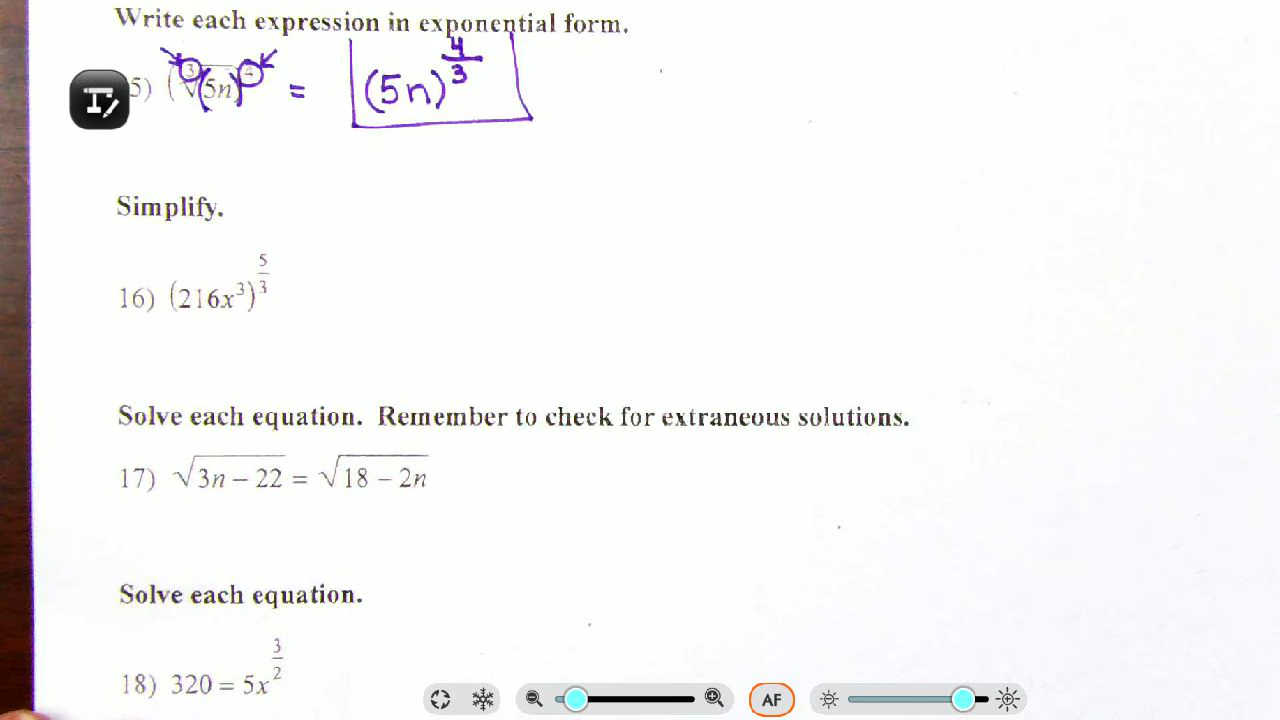 Write each expression in exponential form.
5) (∛(5n))⁴ = (5n)^(4/3)
Simplify.
16) (216x³)^(5/3)
Solve each equation. Remember to check for extraneous solutions.
17) √(3n – 22) = √(18 – 2n)
Solve each equation.
18) 320 = 5x^(3/2)
AF